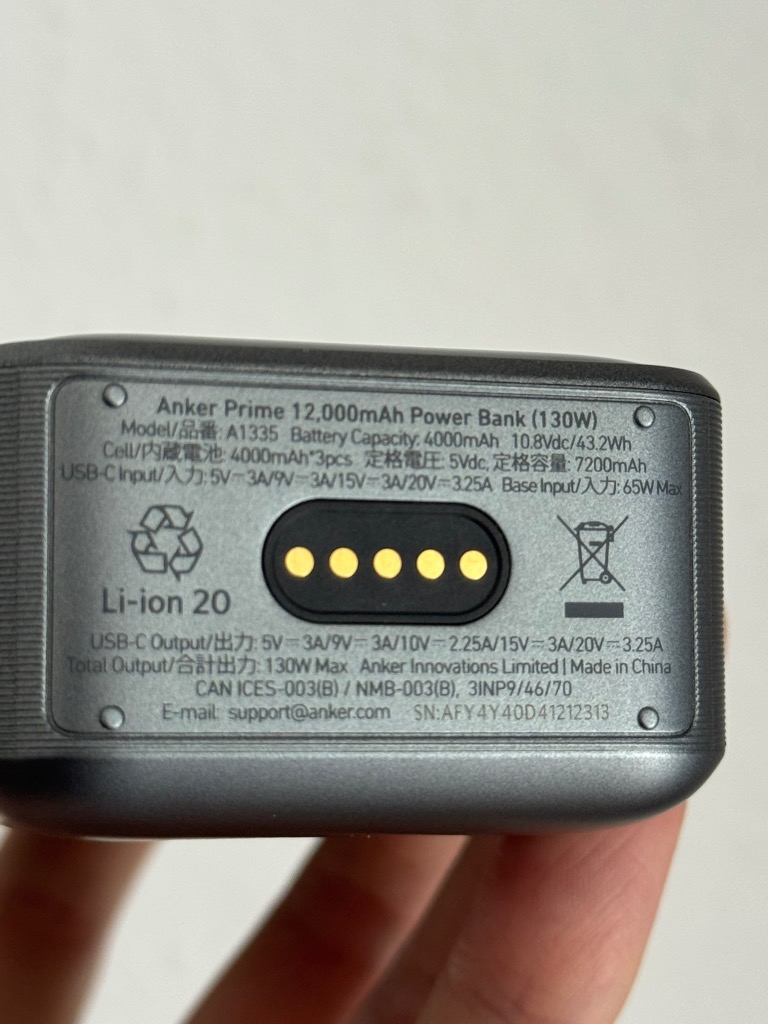 Anker Prime 12,000mAh Power Bank (130W)
Model/品番: A1335 Battery Capacity: 4000mAh 10.8Vdc/43.2Wh
Cell/内蔵電池: 4000mAh*3pcs 定格電圧: 5Vdc, 定格容量: 7200mAh
USB-C Input/入力: 5V⎓3A/9V⎓3A/15V⎓3A/20V⎓3.25A Base Input/入力: 65W Max
Li-ion 20
USB-C Output/出力: 5V⎓3A/9V⎓3A/10V⎓2.25A/15V⎓3A/20V⎓3.25A
Total Output/合計出力: 130W Max Anker Innovations Limited | Made in China
CAN ICES-003(B) / NMB-003(B), 3INP9/46/70
E-mail: support@anker.com SN:AFY4Y40D41212313